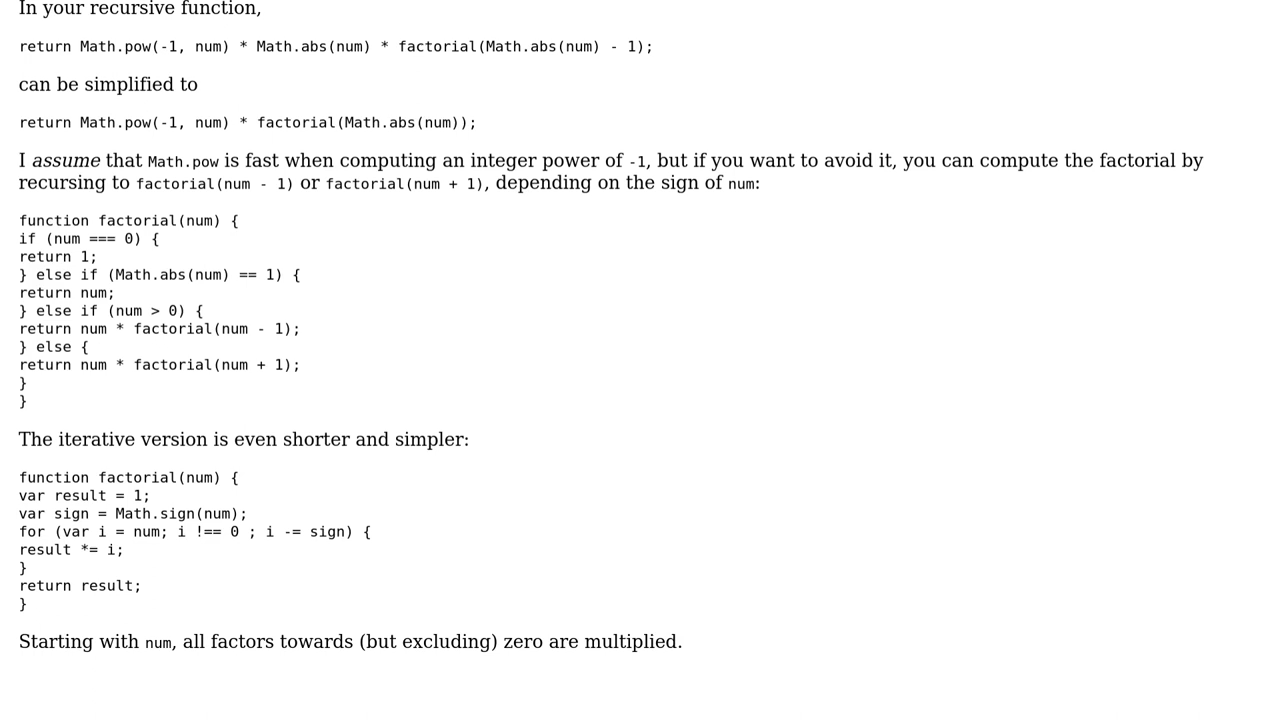 In your recursive function,
return Math.pow(-1, num) * Math.abs(num) * factorial(Math.abs(num) - 1);
can be simplified to
return Math.pow(-1, num) * factorial(Math.abs(num));
I assume that Math.pow is fast when computing an integer power of -1, but if you want to avoid it, you can compute the factorial by
recursing to factorial(num - 1) or factorial(num + 1), depending on the sign of num:
function factorial(num) {
if (num === 0) {
return 1;
} else if (Math.abs(num) == 1) {
return num;
} else if (num > 0) {
return num * factorial(num - 1);
} else {
return num * factorial(num + 1);
}
}
The iterative version is even shorter and simpler:
function factorial(num) {
var result = 1;
var sign = Math.sign(num);
for (var i = num; i !== 0 ; i -= sign) {
result *= i;
}
return result;
}
Starting with num, all factors towards (but excluding) zero are multiplied.